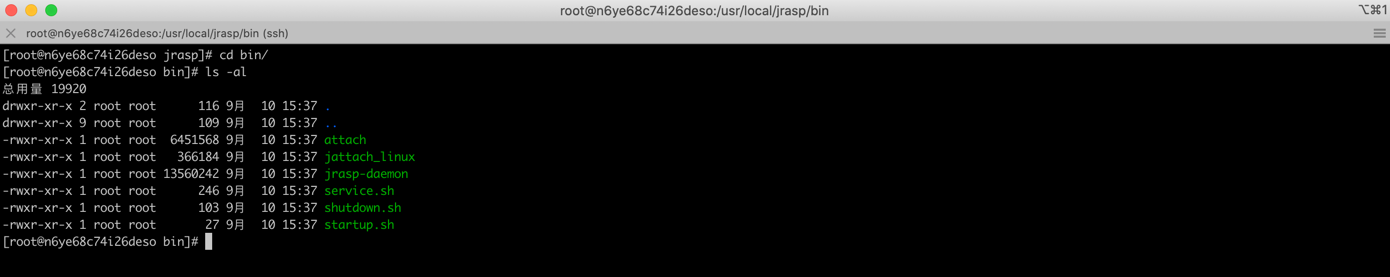 root@n6ye68c74i26deso:/usr/local/jrasp/bin
⌥⌘1
root@n6ye68c74i26deso:/usr/local/jrasp/bin (ssh)
[root@n6ye68c74i26deso jrasp]# cd bin/
[root@n6ye68c74i26deso bin]# ls -al
总用量 19920
drwxr-xr-x 2 root root      116 9月  10 15:37 .
drwxr-xr-x 9 root root      109 9月  10 15:37 ..
-rwxr-xr-x 1 root root  6451568 9月  10 15:37 attach
-rwxr-xr-x 1 root root   366184 9月  10 15:37 jattach_linux
-rwxr-xr-x 1 root root 13560242 9月  10 15:37 jrasp-daemon
-rwxr-xr-x 1 root root      246 9月  10 15:37 service.sh
-rwxr-xr-x 1 root root      103 9月  10 15:37 shutdown.sh
-rwxr-xr-x 1 root root       27 9月  10 15:37 startup.sh
[root@n6ye68c74i26deso bin]#